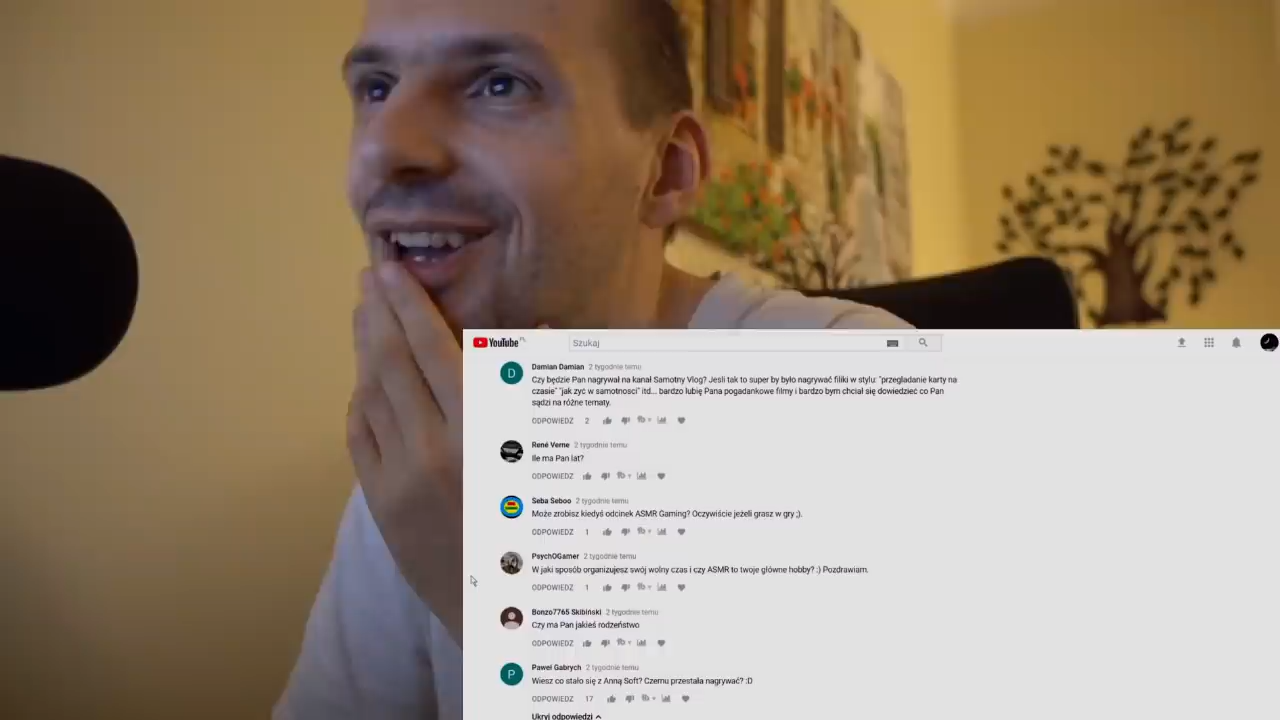 YouTube PL
Szukaj
D
Damian Damian 2 tygodnie temu
Czy będzie Pan nagrywał na kanał Samotny Vlog? Jesli tak to super by było nagrywać filiki w stylu: "przegladanie karty na
czasie" "jak zyć w samotnosci" itd... bardzo lubię Pana pogadankowe filmy i bardzo bym chciał się dowiedzieć co Pan
sądzi na różne tematy.
ODPOWIEDZ 2
René Verne 2 tygodnie temu
Ile ma Pan lat?
ODPOWIEDZ
Seba Seboo 2 tygodnie temu
Może zrobisz kiedyś odcinek ASMR Gaming? Oczywiście jeżeli grasz w gry ;).
ODPOWIEDZ 1
PsychOGamer 2 tygodnie temu
W jaki sposób organizujesz swój wolny czas i czy ASMR to twoje główne hobby? :) Pozdrawiam.
ODPOWIEDZ 1
Bonzo7765 Skibiński 2 tygodnie temu
Czy ma Pan jakieś rodzeństwo
ODPOWIEDZ
P
Paweł Gabrych 2 tygodnie temu
Wiesz co stało się z Anną Soft? Czemu przestała nagrywać? :D
ODPOWIEDZ 17
Ukryj odpowiedzi